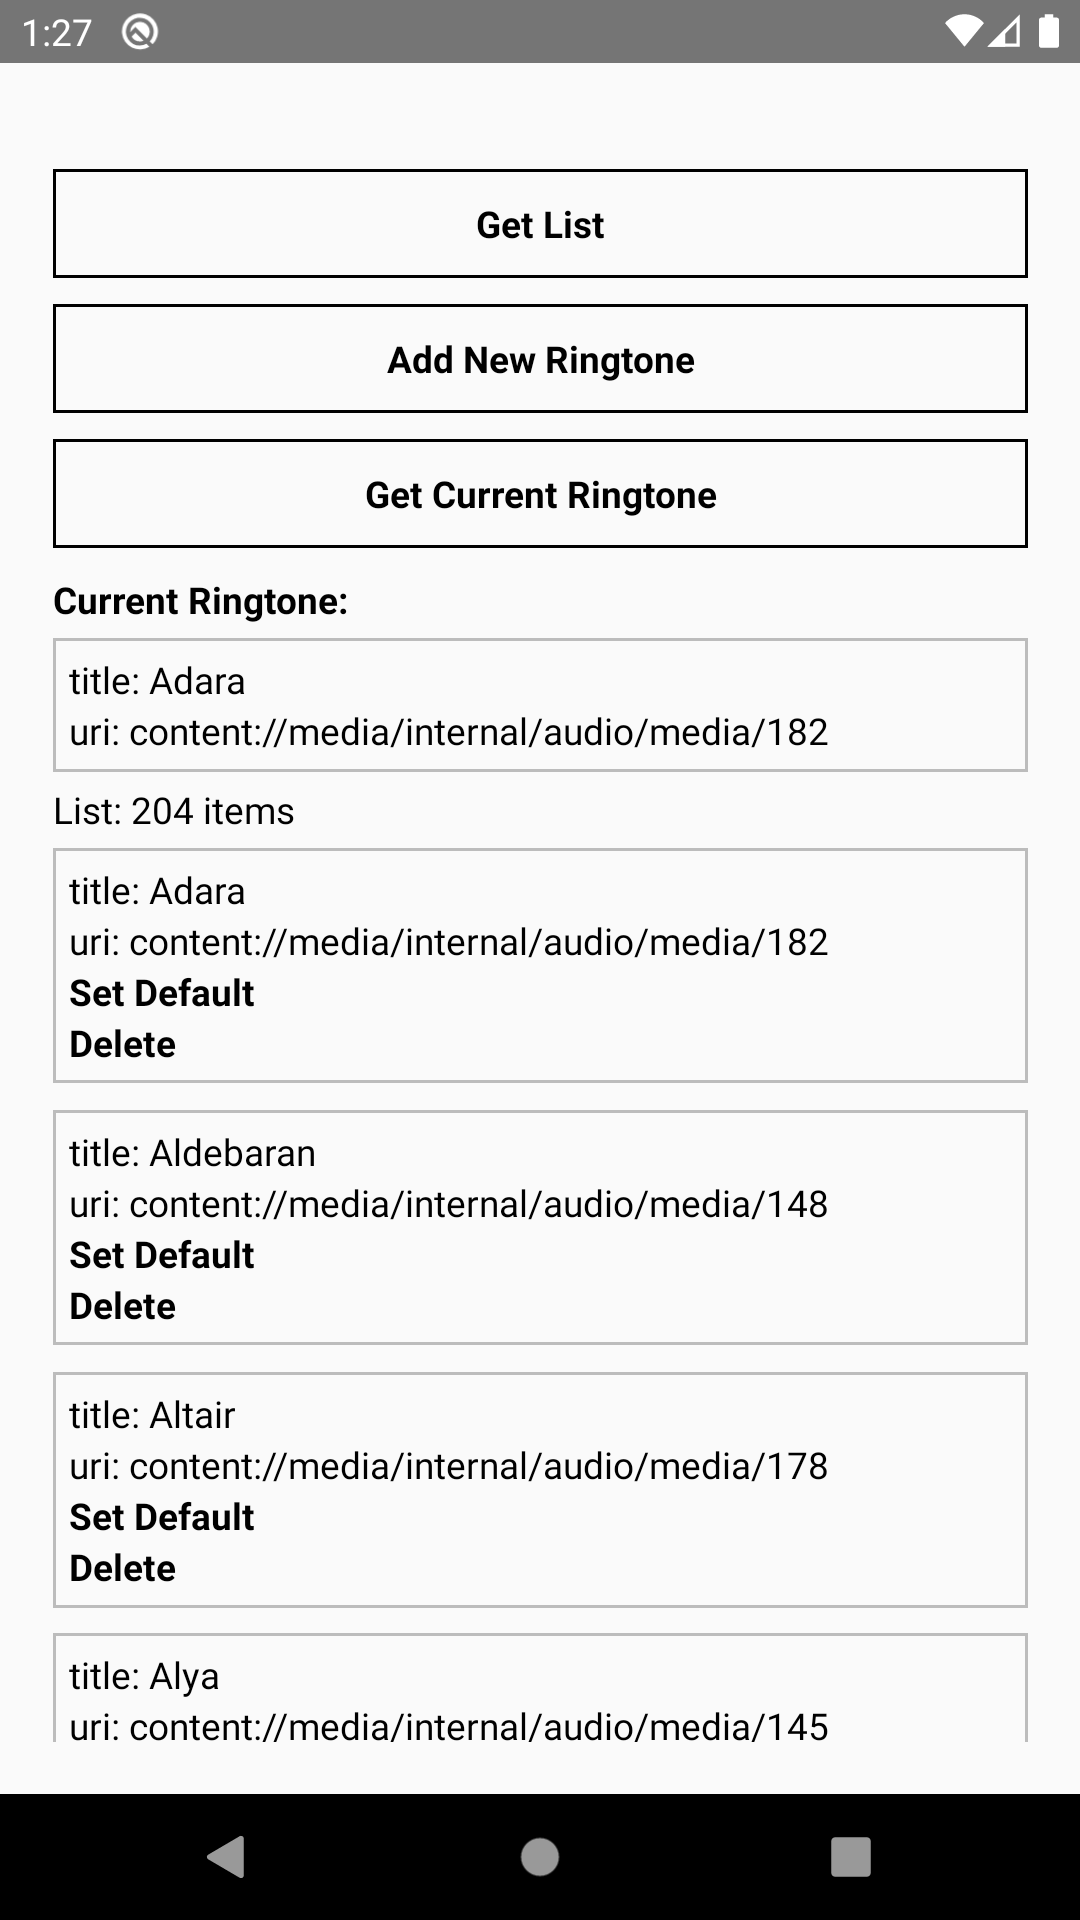 1:27
Get List
Add New Ringtone
Get Current Ringtone
Current Ringtone:
title: Adara
uri: content://media/internal/audio/media/182
List: 204 items
title: Adara
uri: content://media/internal/audio/media/182
Set Default
Delete
title: Aldebaran
uri: content://media/internal/audio/media/148
Set Default
Delete
title: Altair
uri: content://media/internal/audio/media/178
Set Default
Delete
title: Alya
uri: content://media/internal/audio/media/145